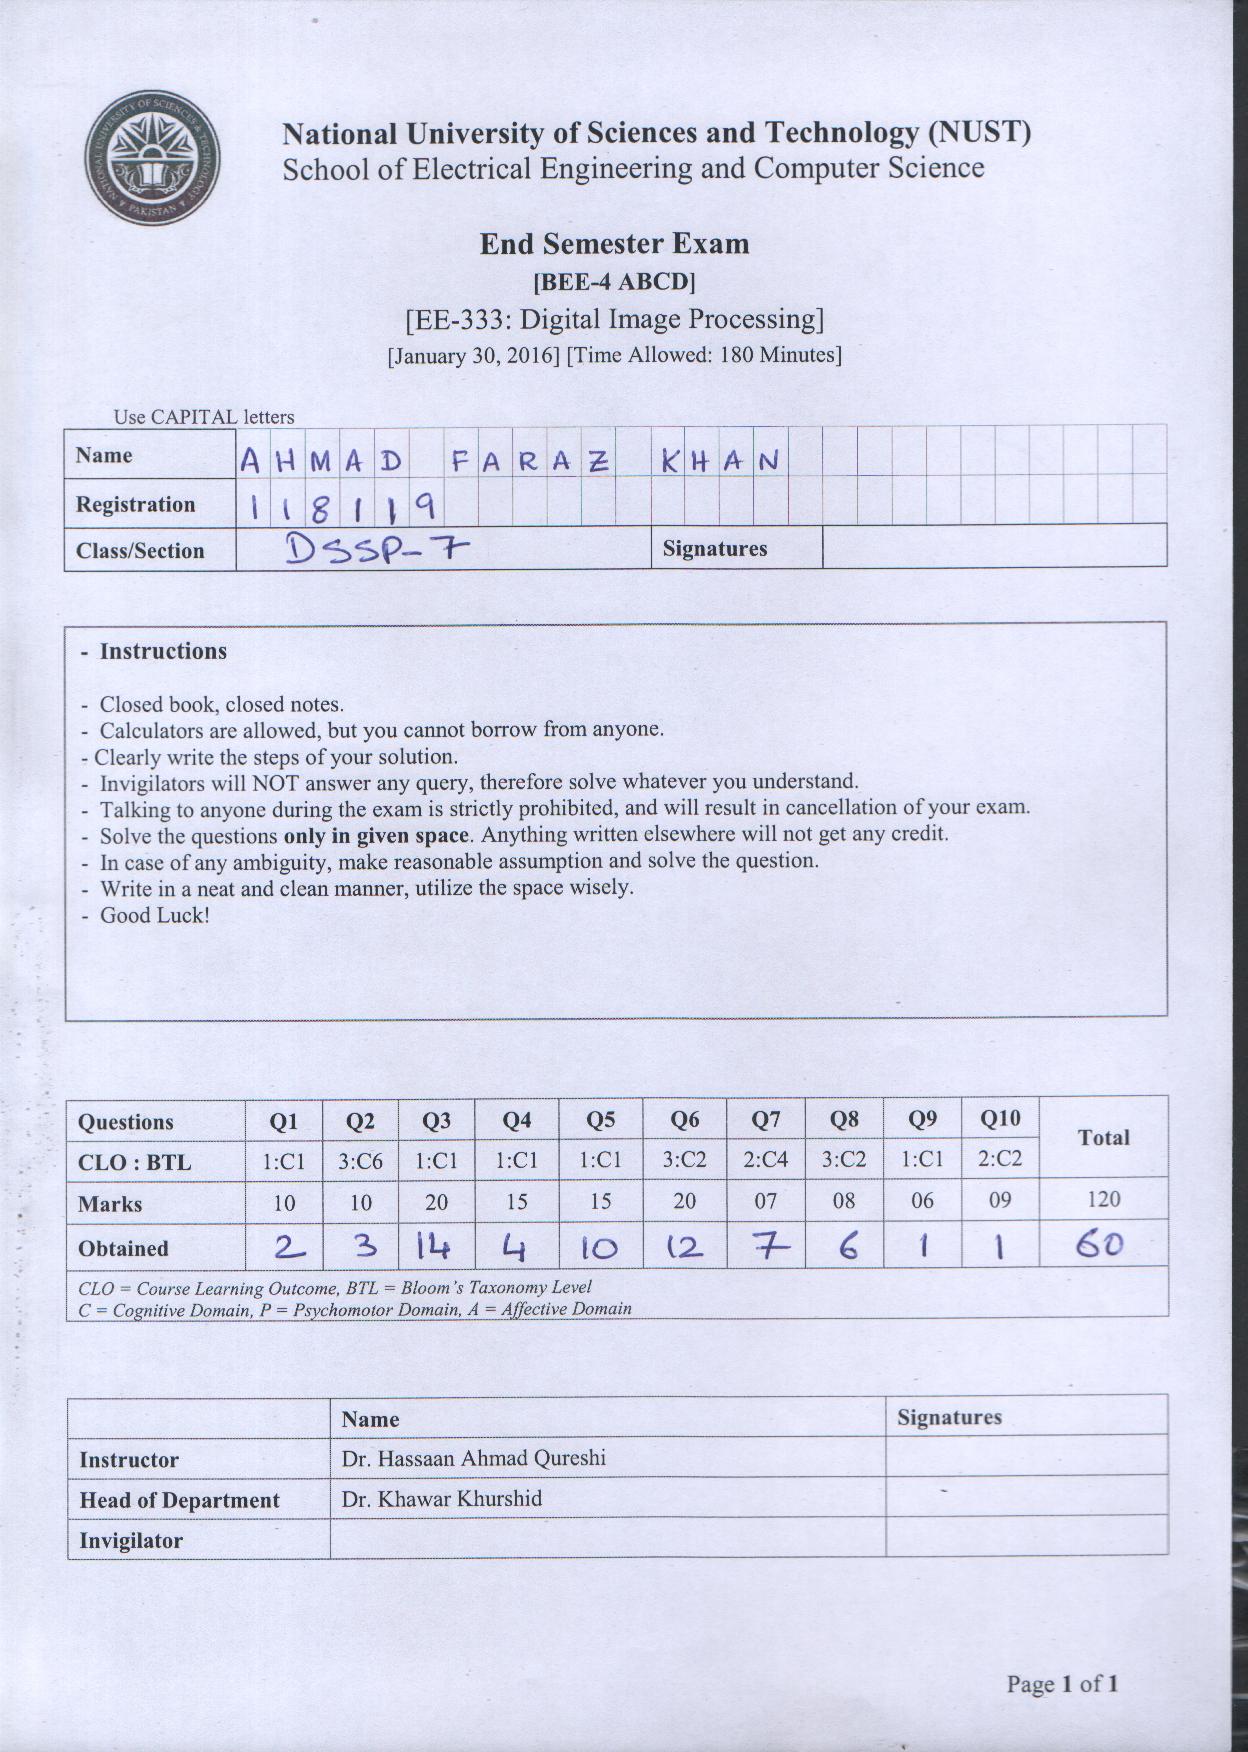 NATIONAL UNIVERSITY OF SCIENCES & TECHNOLOGY
PAKISTAN
National University of Sciences and Technology (NUST)
School of Electrical Engineering and Computer Science
End Semester Exam
[BEE-4 ABCD]
[EE-333: Digital Image Processing]
[January 30, 2016] [Time Allowed: 180 Minutes]
Use CAPITAL letters
Name AHMAD FARAZ KHAN
Registration 118119
Class/Section DSSP-7 Signatures
- Instructions
- Closed book, closed notes.
- Calculators are allowed, but you cannot borrow from anyone.
- Clearly write the steps of your solution.
- Invigilators will NOT answer any query, therefore solve whatever you understand.
- Talking to anyone during the exam is strictly prohibited, and will result in cancellation of your exam.
- Solve the questions only in given space. Anything written elsewhere will not get any credit.
- In case of any ambiguity, make reasonable assumption and solve the question.
- Write in a neat and clean manner, utilize the space wisely.
- Good Luck!
Questions Q1 Q2 Q3 Q4 Q5 Q6 Q7 Q8 Q9 Q10 Total
CLO : BTL 1:C1 3:C6 1:C1 1:C1 1:C1 3:C2 2:C4 3:C2 1:C1 2:C2
Marks 10 10 20 15 15 20 07 08 06 09 120
Obtained 2 3 14 4 10 12 7 6 1 1 60
CLO = Course Learning Outcome, BTL = Bloom's Taxonomy Level
C = Cognitive Domain, P = Psychomotor Domain, A = Affective Domain
Name Signatures
Instructor Dr. Hassaan Ahmad Qureshi
Head of Department Dr. Khawar Khurshid
Invigilator
Page 1 of 1